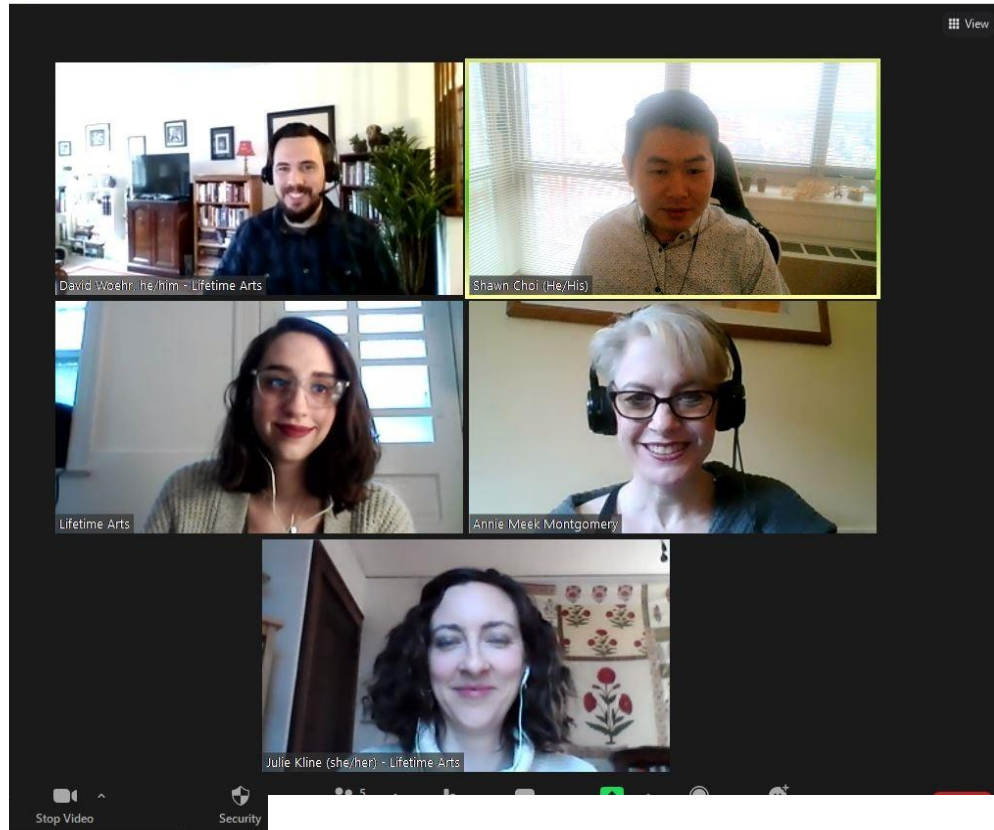 View
David Woehr, he/him - Lifetime Arts
Shawn Choi (He/His)
Lifetime Arts
Annie Meek Montgomery
Julie Kline (she/her) - Lifetime Arts
5
Stop Video
Security